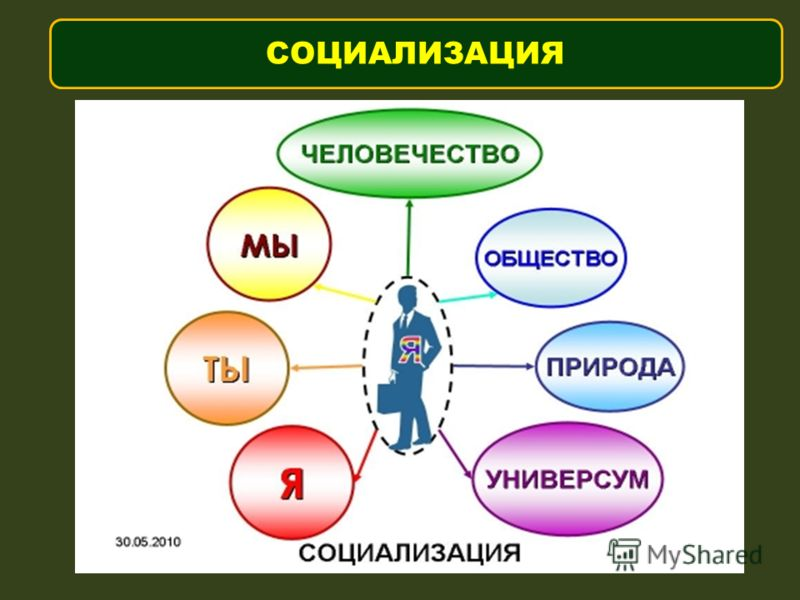 СОЦИАЛИЗАЦИЯ
ЧЕЛОВЕЧЕСТВО
МЫ
ОБЩЕСТВО
Я
ТЫ
ПРИРОДА
Я
УНИВЕРСУМ
30.05.2010
СОЦИАЛИЗАЦИЯ
MyShared